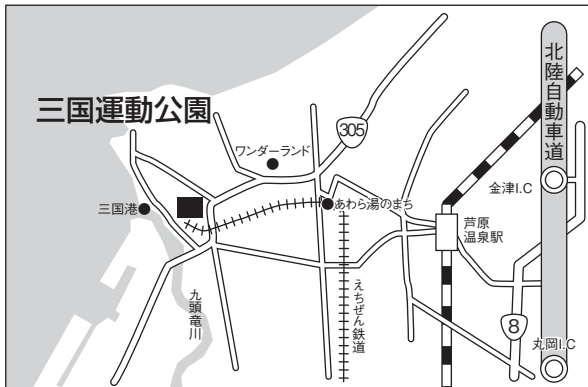 三国運動公園
305
ワンダーランド
北陸自動車道
三国港
あわら湯のまち
金津I.C
芦原
温泉駅
九頭竜川
えちぜん鉄道
8
丸岡I.C